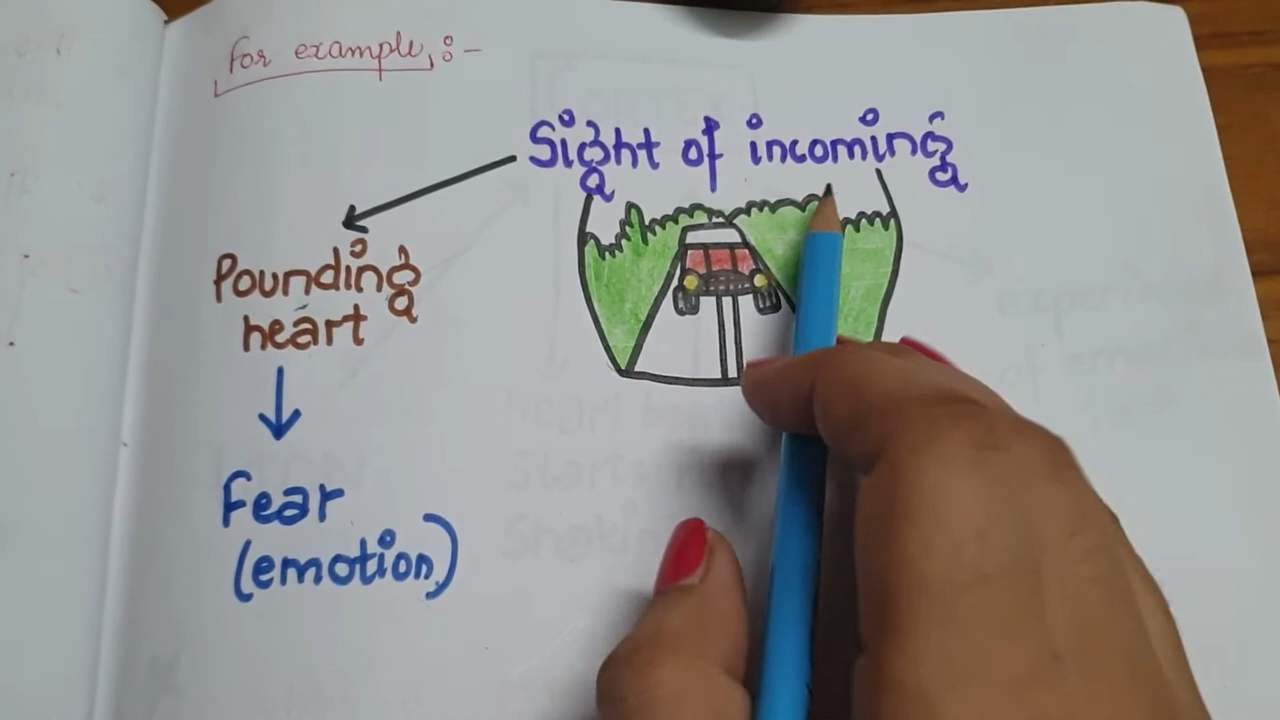 for example, :-
Sight of incoming
Pounding
heart
Fear
(emotion)